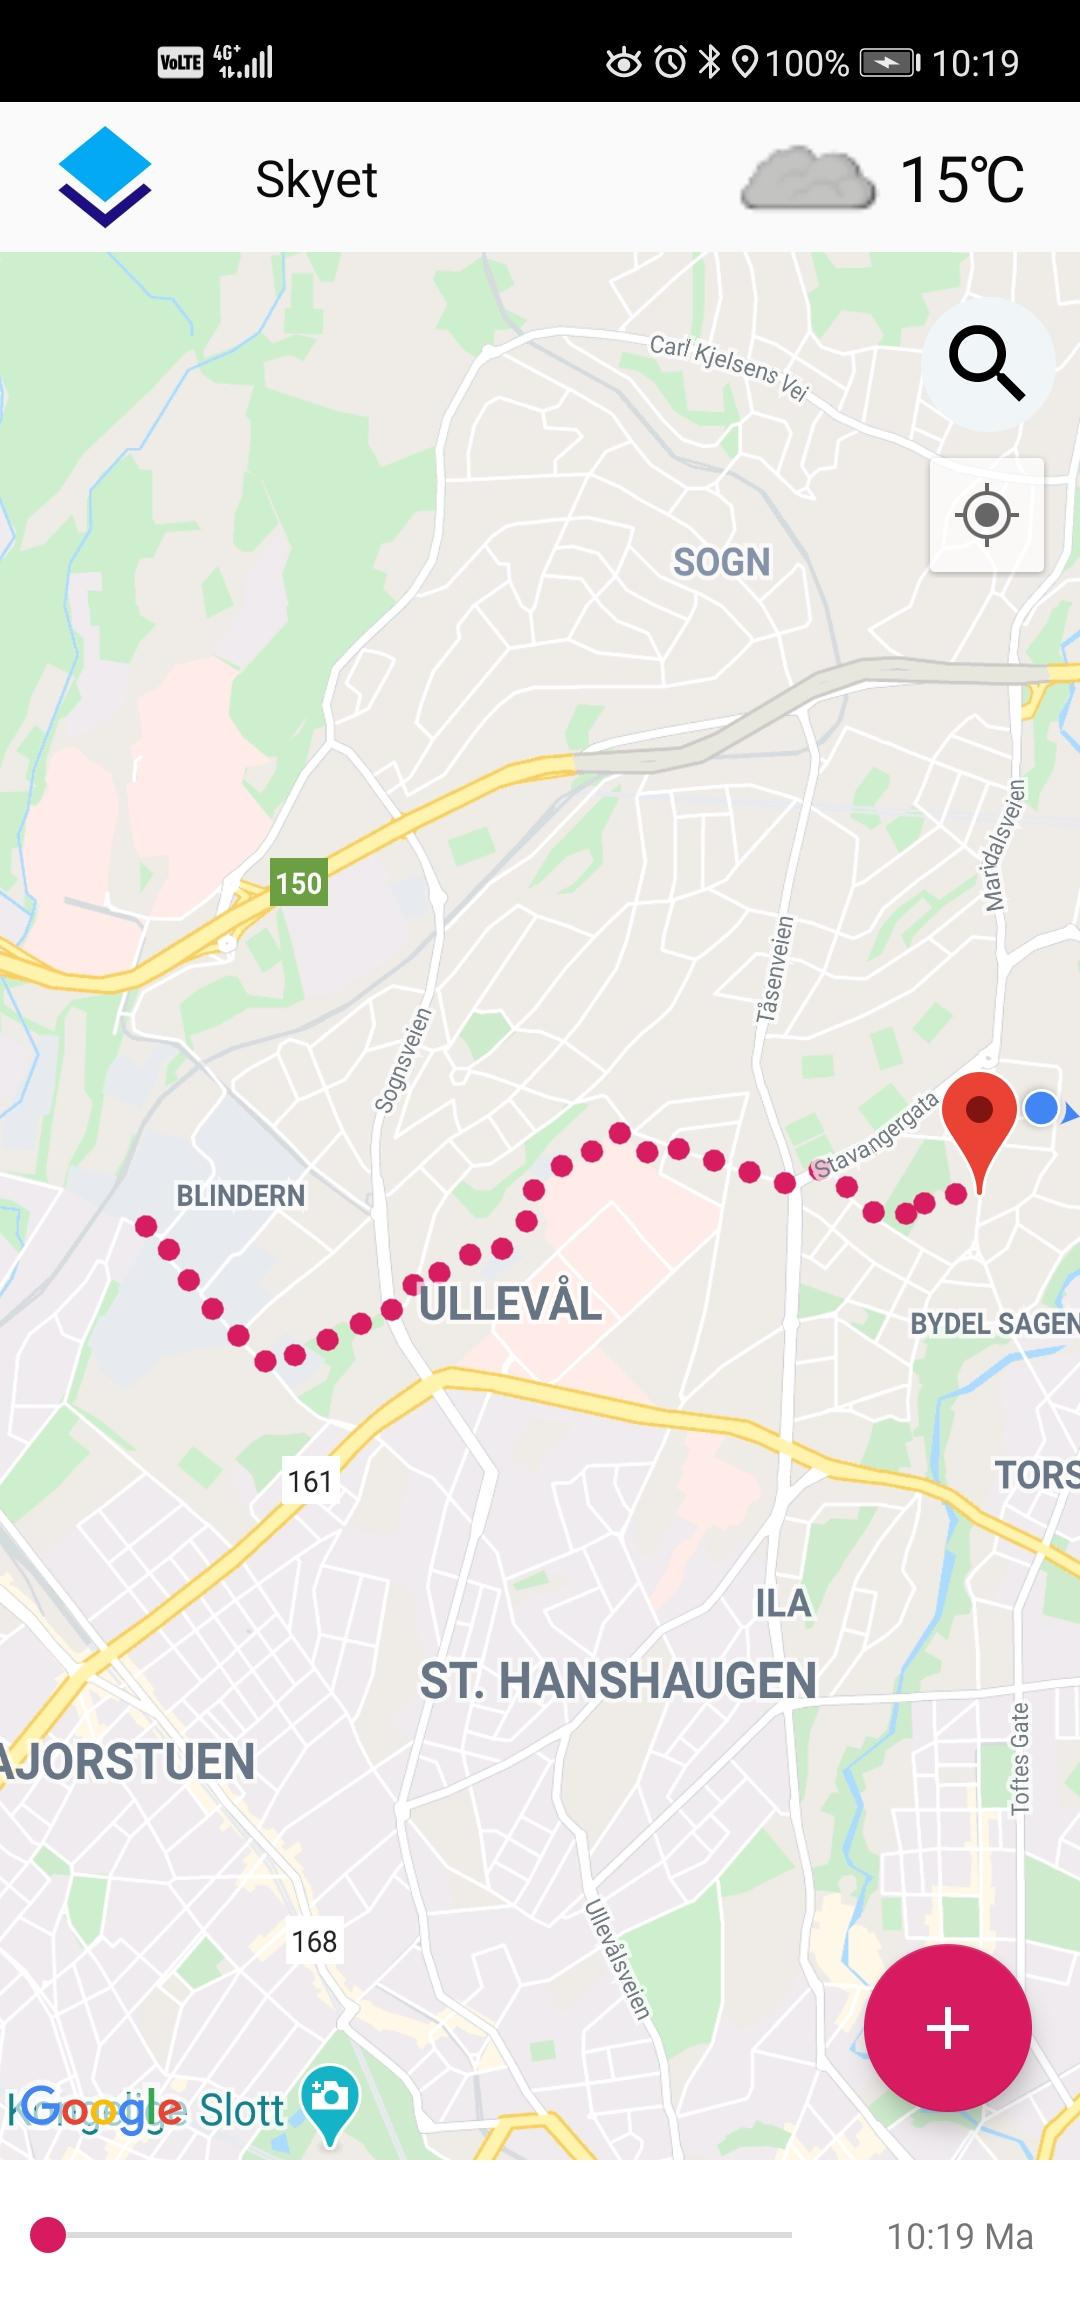 VoLTE 4G+ 100% 10:19
Skyet 15°C
Carl Kjelsens Vei
SOGN
Maridalsveien
150
Tåsenveien
Sognsveien
Stavangergata
BLINDERN
ULLEVÅL
BYDEL SAGEN
161
TORS
ILA
ST. HANSHAUGEN
AJORSTUEN
Toftes Gate
168
Ullevålsveien
Google Slott
10:19 Ma